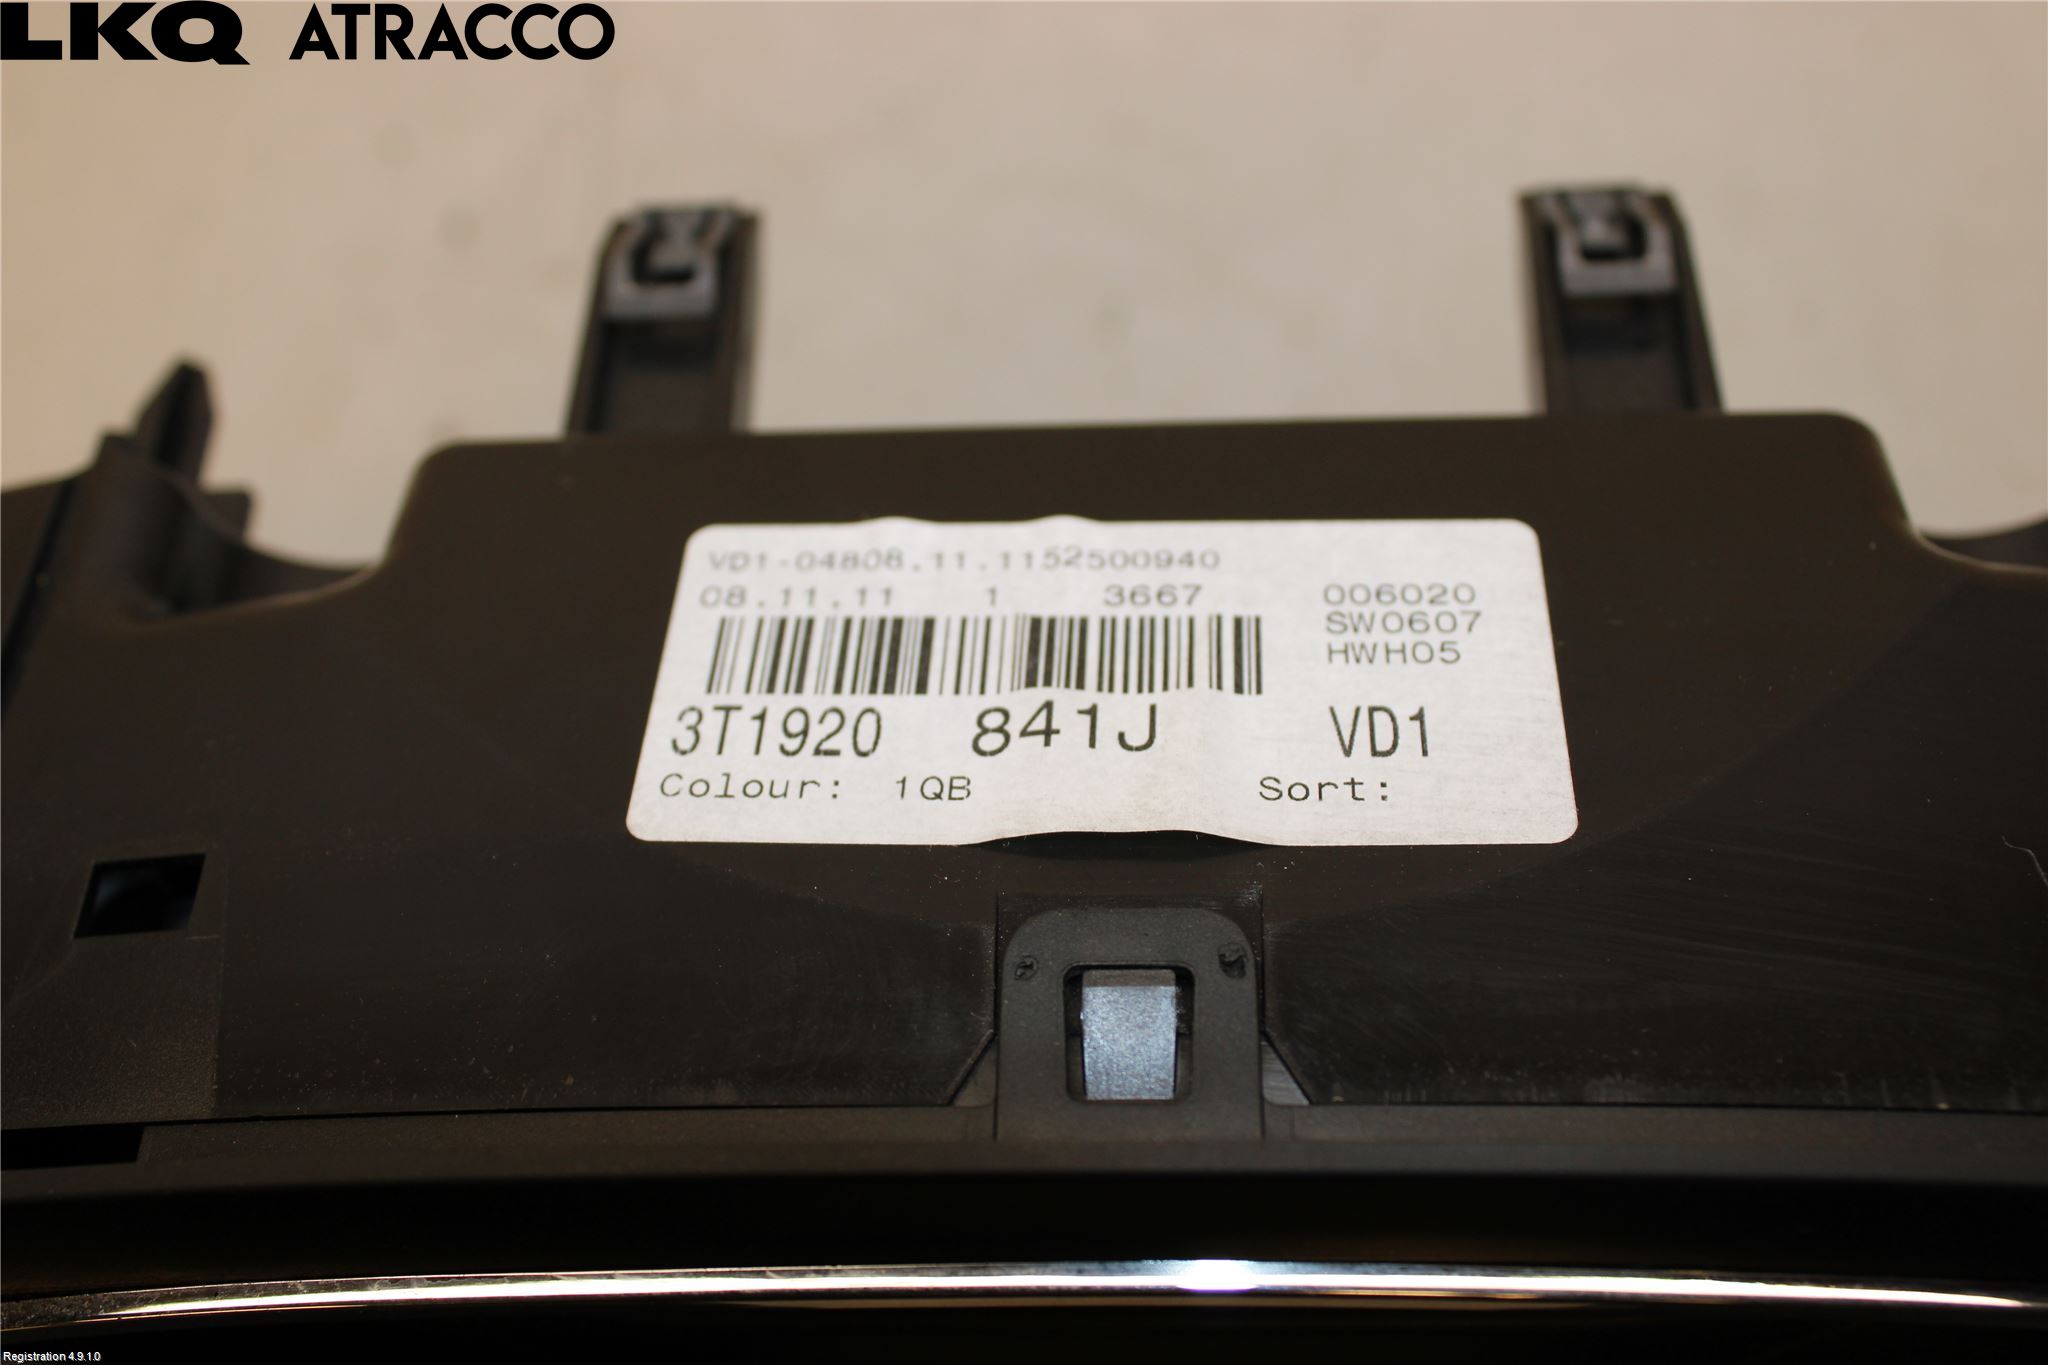 LKQ ATRACCO
VD1-04808.11.1152500940
08.11.11 1 3667 006020
SW0607
HWH05
3T1920 841J VD1
Colour: 1QB Sort:
Registration 4.9.1.0